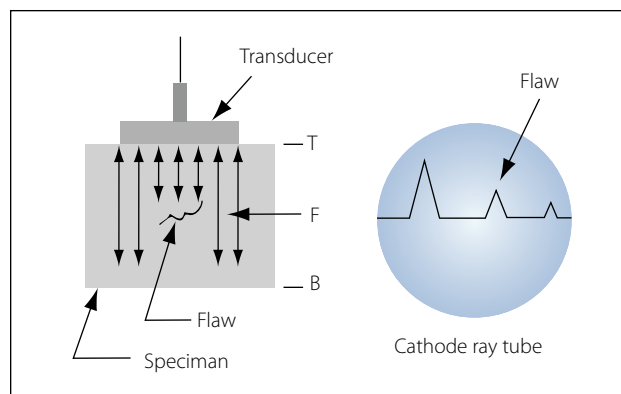 Transducer
Flaw
T
F
B
Flaw
Speciman
Cathode ray tube